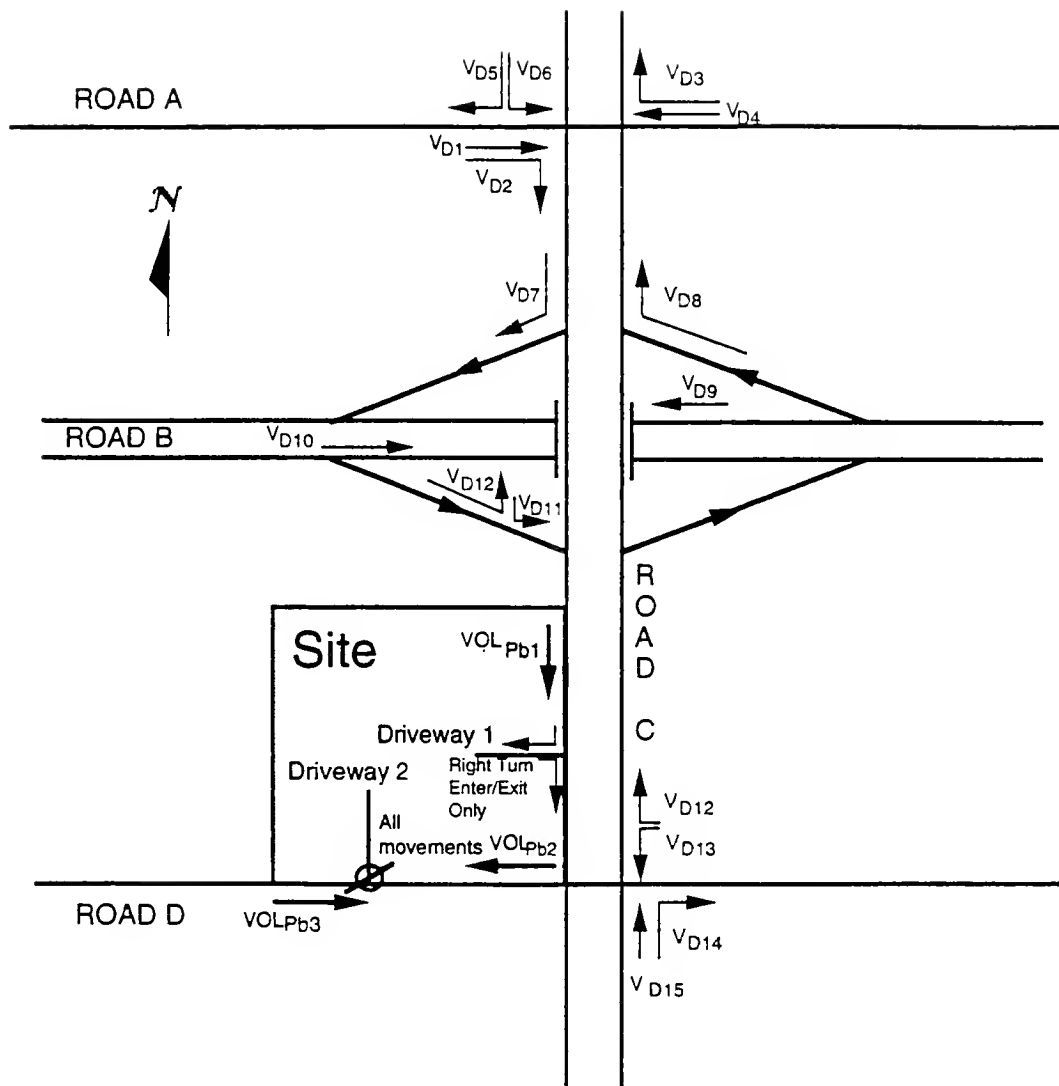 VD5 VD6 VD3
ROAD A VD4
VD1
VD2
N
VD7 VD8
VD9
ROAD B VD10
VD12 VD11
ROAD C
Site VOLPb1
Driveway 1
Driveway 2 Right Turn
Enter/Exit
Only
All
movements VOLPb2
VD12
VD13
ROAD D VOLPb3
VD14
VD15